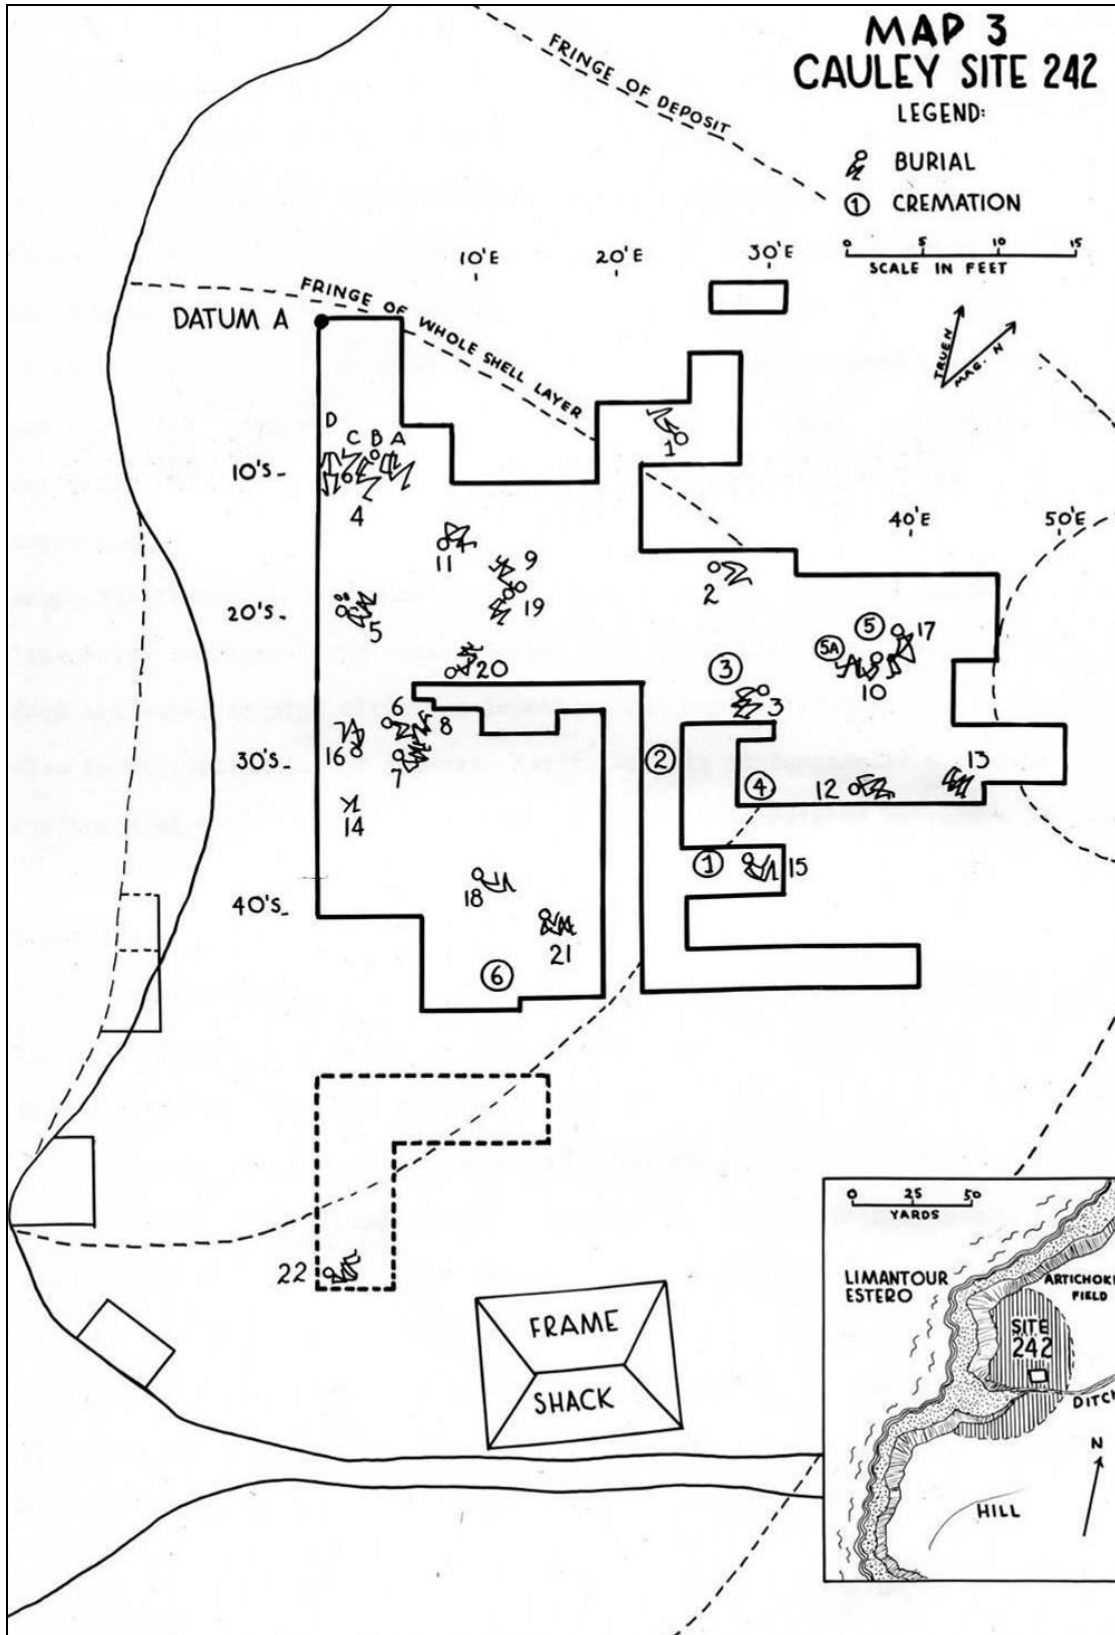 MAP 3
CAULEY SITE 242
LEGEND:
BURIAL
① CREMATION
0 5 10 15
SCALE IN FEET
FRINGE OF DEPOSIT
10'E 20'E 30'E
TRUE N
MAG. N
DATUM A
FRINGE OF WHOLE SHELL LAYER
D C B A
1
10'S-
4
40'E 50'E
11
9
2
19
20'S-
5
⑤ 17
5A
20
③
10
6
8
3
16
30'S-
②
7
④
12
13
14
①
15
18
40'S-
21
⑥
22
FRAME
SHACK
0 25 50
YARDS
LIMANTOUR
ESTERO
ARTICHOK
FIELD
SITE
242
DITCH
N
HILL